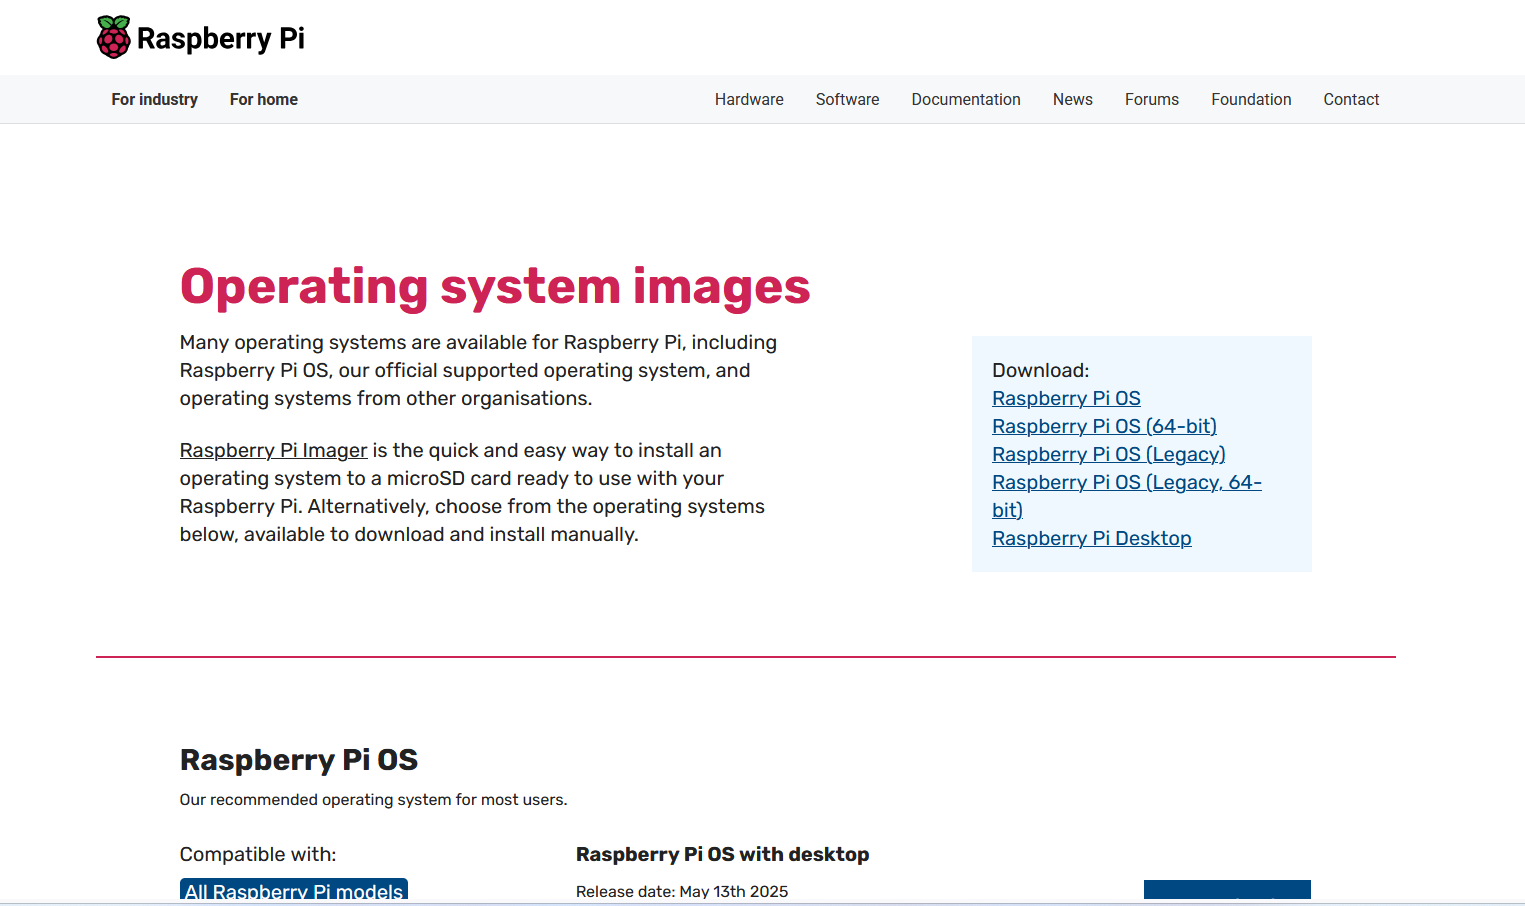 Raspberry Pi
For industry
For home
Hardware
Software
Documentation
News
Forums
Foundation
Contact
Operating system images
Many operating systems are available for Raspberry Pi, including
Raspberry Pi OS, our official supported operating system, and
operating systems from other organisations.
Raspberry Pi Imager is the quick and easy way to install an
operating system to a microSD card ready to use with your
Raspberry Pi. Alternatively, choose from the operating systems
below, available to download and install manually.
Download:
Raspberry Pi OS
Raspberry Pi OS (64-bit)
Raspberry Pi OS (Legacy)
Raspberry Pi OS (Legacy, 64-
bit)
Raspberry Pi Desktop
Raspberry Pi OS
Our recommended operating system for most users.
Compatible with:
All Raspberry Pi models
Raspberry Pi OS with desktop
Release date: May 13th 2025